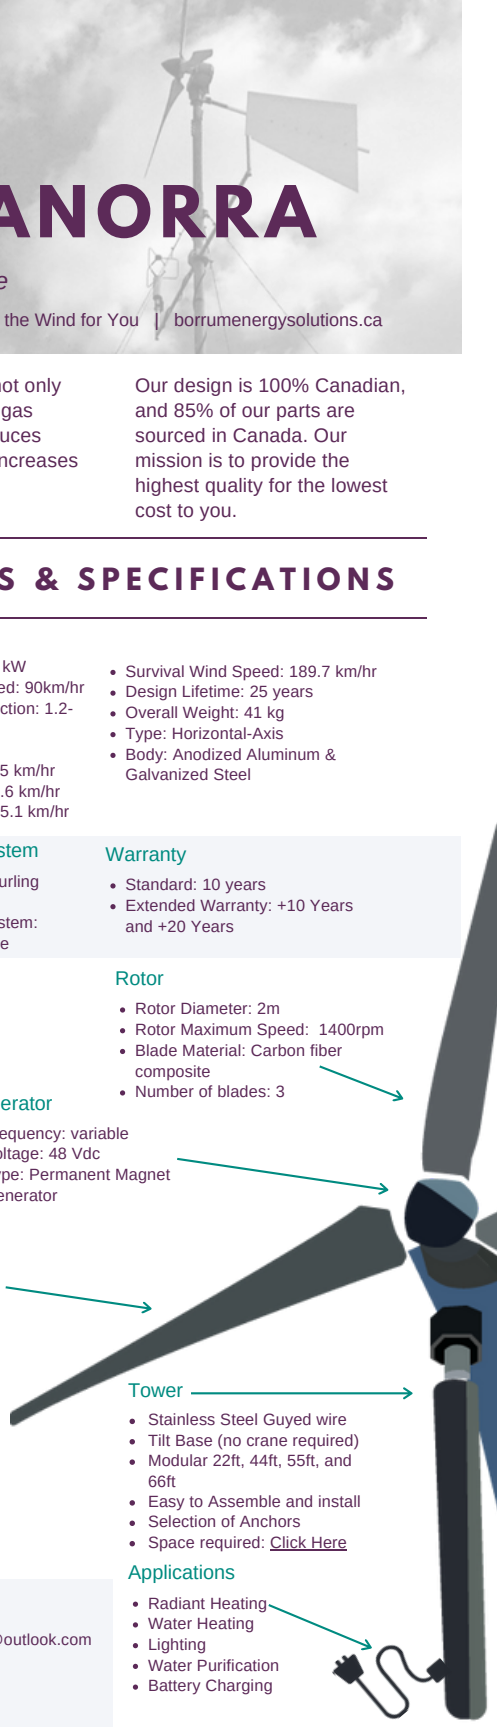 ANORRA
e
the Wind for You | borrumenergysolutions.ca
not only
gas
uces
ncreases
Our design is 100% Canadian,
and 85% of our parts are
sourced in Canada. Our
mission is to provide the
highest quality for the lowest
cost to you.
S & SPECIFICATIONS
kW
ed: 90km/hr
ction: 1.2-
5 km/hr
.6 km/hr
5.1 km/hr
• Survival Wind Speed: 189.7 km/hr
• Design Lifetime: 25 years
• Overall Weight: 41 kg
• Type: Horizontal-Axis
• Body: Anodized Aluminum &
Galvanized Steel
stem
urling
stem:
e
Warranty
• Standard: 10 years
• Extended Warranty: +10 Years
and +20 Years
Rotor
• Rotor Diameter: 2m
• Rotor Maximum Speed: 1400rpm
• Blade Material: Carbon fiber
composite
• Number of blades: 3
erator
equency: variable
oltage: 48 Vdc
ype: Permanent Magnet
enerator
Tower
• Stainless Steel Guyed wire
• Tilt Base (no crane required)
• Modular 22ft, 44ft, 55ft, and
66ft
• Easy to Assemble and install
• Selection of Anchors
• Space required: Click Here
Applications
• Radiant Heating
• Water Heating
• Lighting
• Water Purification
• Battery Charging
@outlook.com